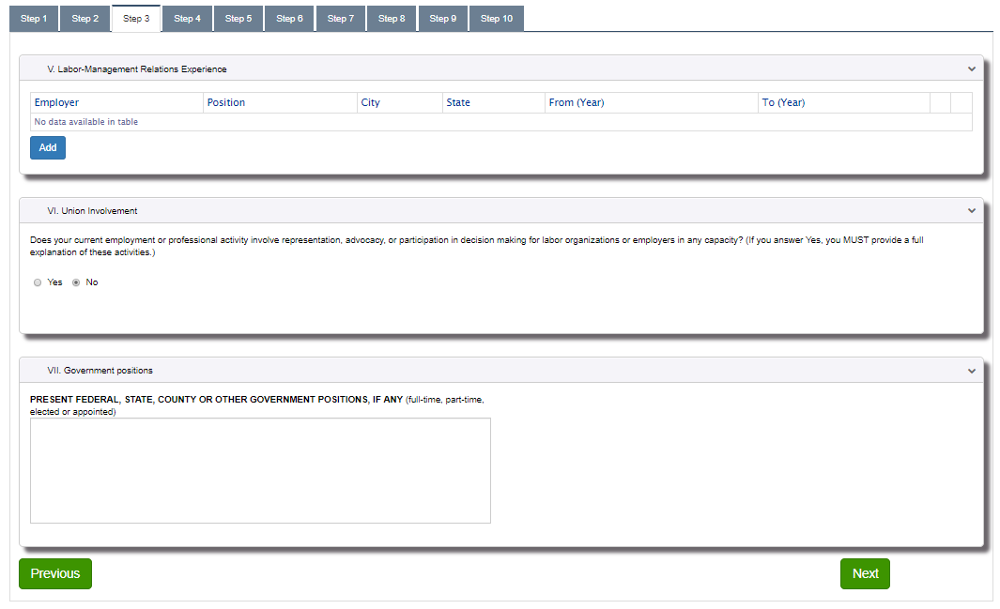 Step 1 Step 2 Step 3 Step 4 Step 5 Step 6 Step 7 Step 8 Step 9 Step 10
V. Labor-Management Relations Experience
Employer Position City State From (Year) To (Year)
No data available in table
Add
VI. Union Involvement
Does your current employment or professional activity involve representation, advocacy, or participation in decision making for labor organizations or employers in any capacity? (If you answer Yes, you MUST provide a full
explanation of these activities.)
Yes No
VII. Government positions
PRESENT FEDERAL, STATE, COUNTY OR OTHER GOVERNMENT POSITIONS, IF ANY (full-time, part-time,
elected or appointed)
Previous Next